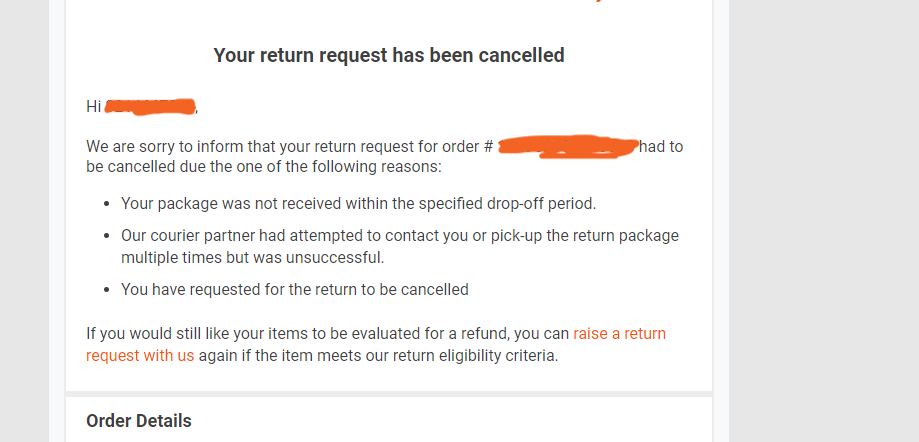 Your return request has been cancelled
Hi ,
We are sorry to inform that your return request for order # had to
be cancelled due the one of the following reasons:
• Your package was not received within the specified drop-off period.
• Our courier partner had attempted to contact you or pick-up the return package
multiple times but was unsuccessful.
• You have requested for the return to be cancelled
If you would still like your items to be evaluated for a refund, you can raise a return
request with us again if the item meets our return eligibility criteria.
Order Details